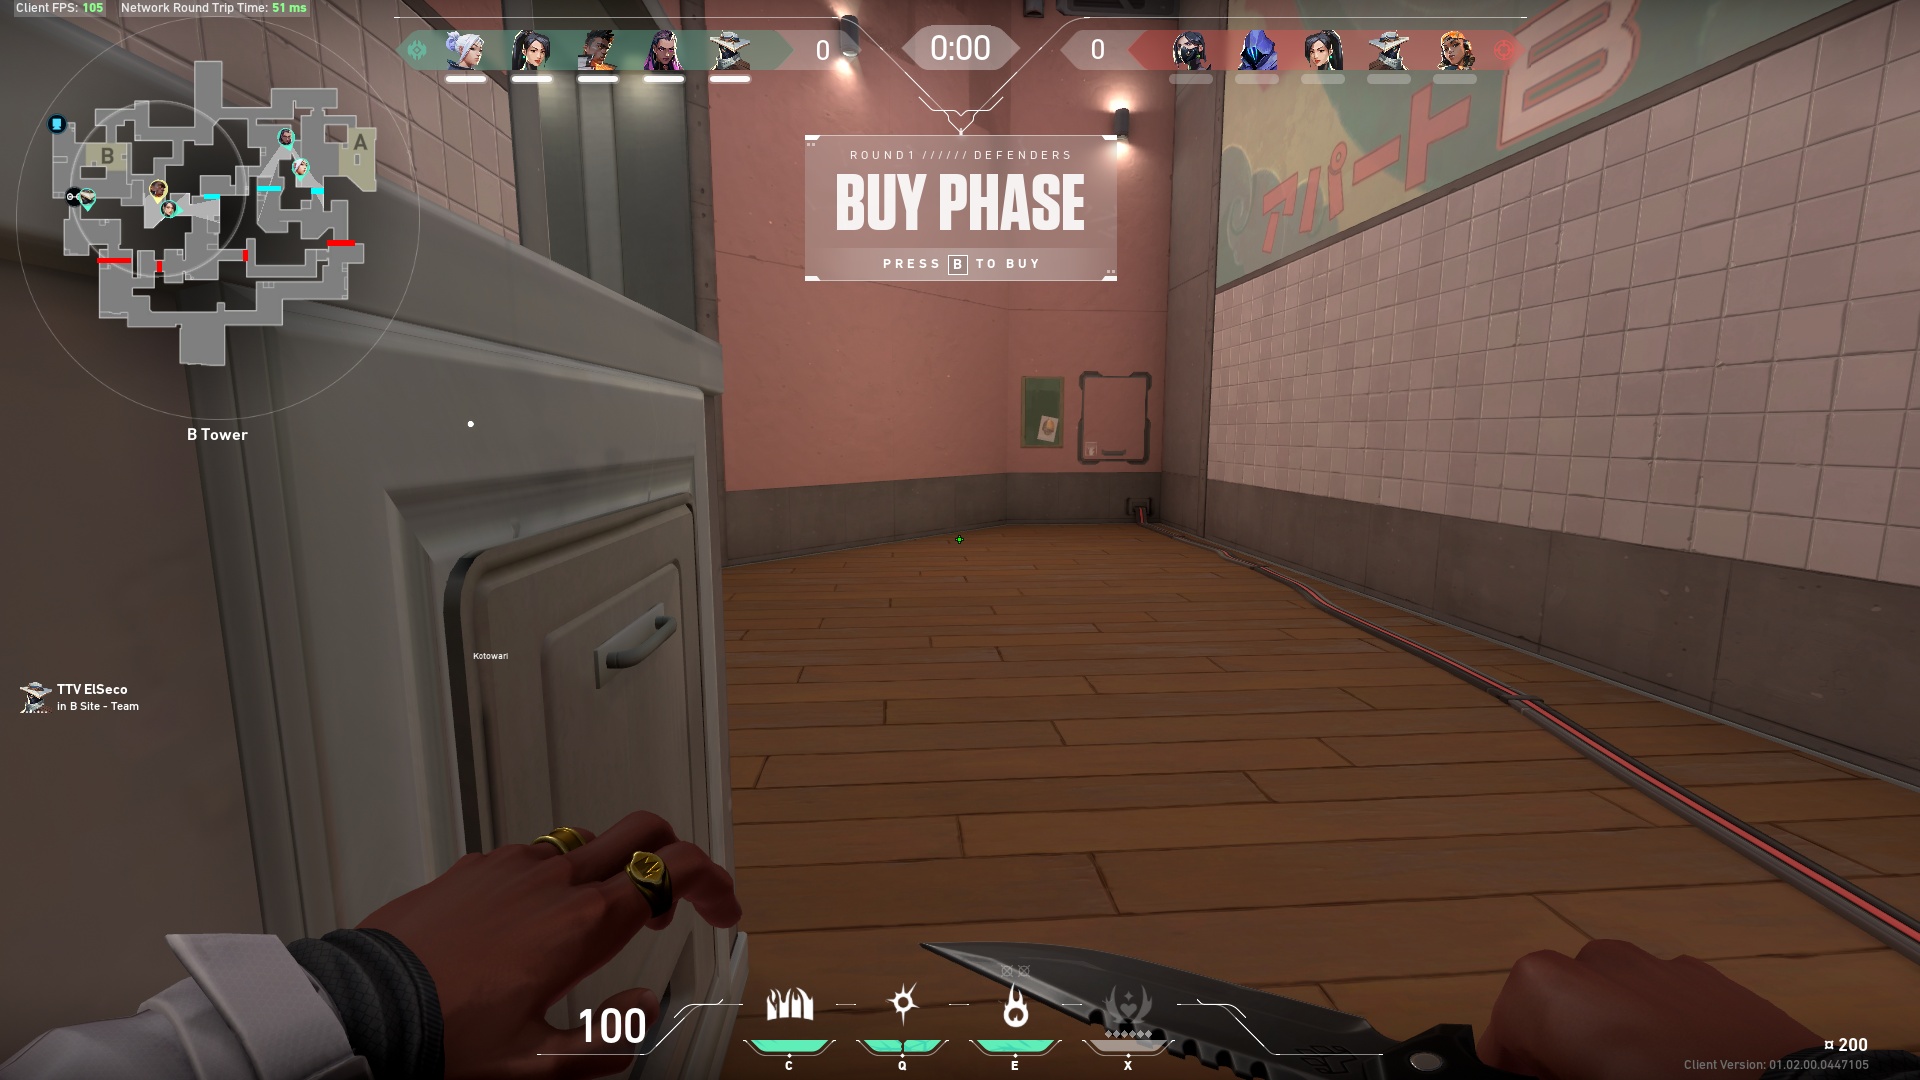 Client FPS: 105 Network Round Trip Time: 51 ms
0
0:00
0
B
A
B
アパート
ROUND 1 ////// DEFENDERS
BUY PHASE
PRESS B TO BUY
B Tower
Kotowari
TTV ElSeco
in B Site - Team
100
C
Q
E
X
¤ 200
Client Version: 01.02.00.0447105